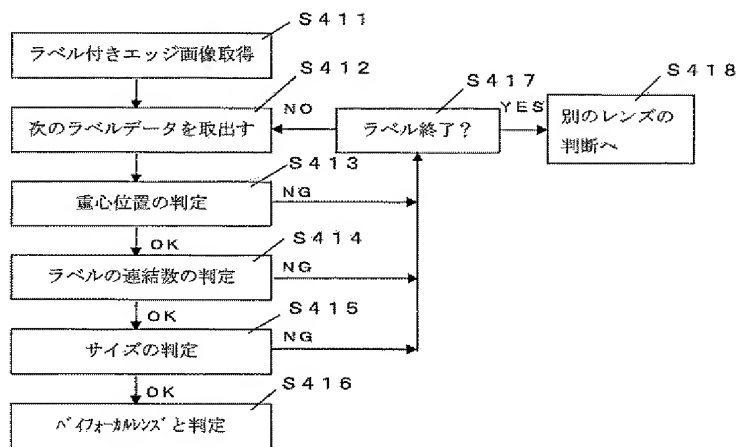 S411
ラベル付きエッジ画像取得
S412
次のラベルデータを取出す
NO
S417
ラベル終了?
YES
S418
別のレンズの
判断へ
S413
重心位置の判定
NG
OK
S414
ラベルの連結数の判定
NG
OK
S415
サイズの判定
NG
OK
S416
バイフォーカルレンズと判定